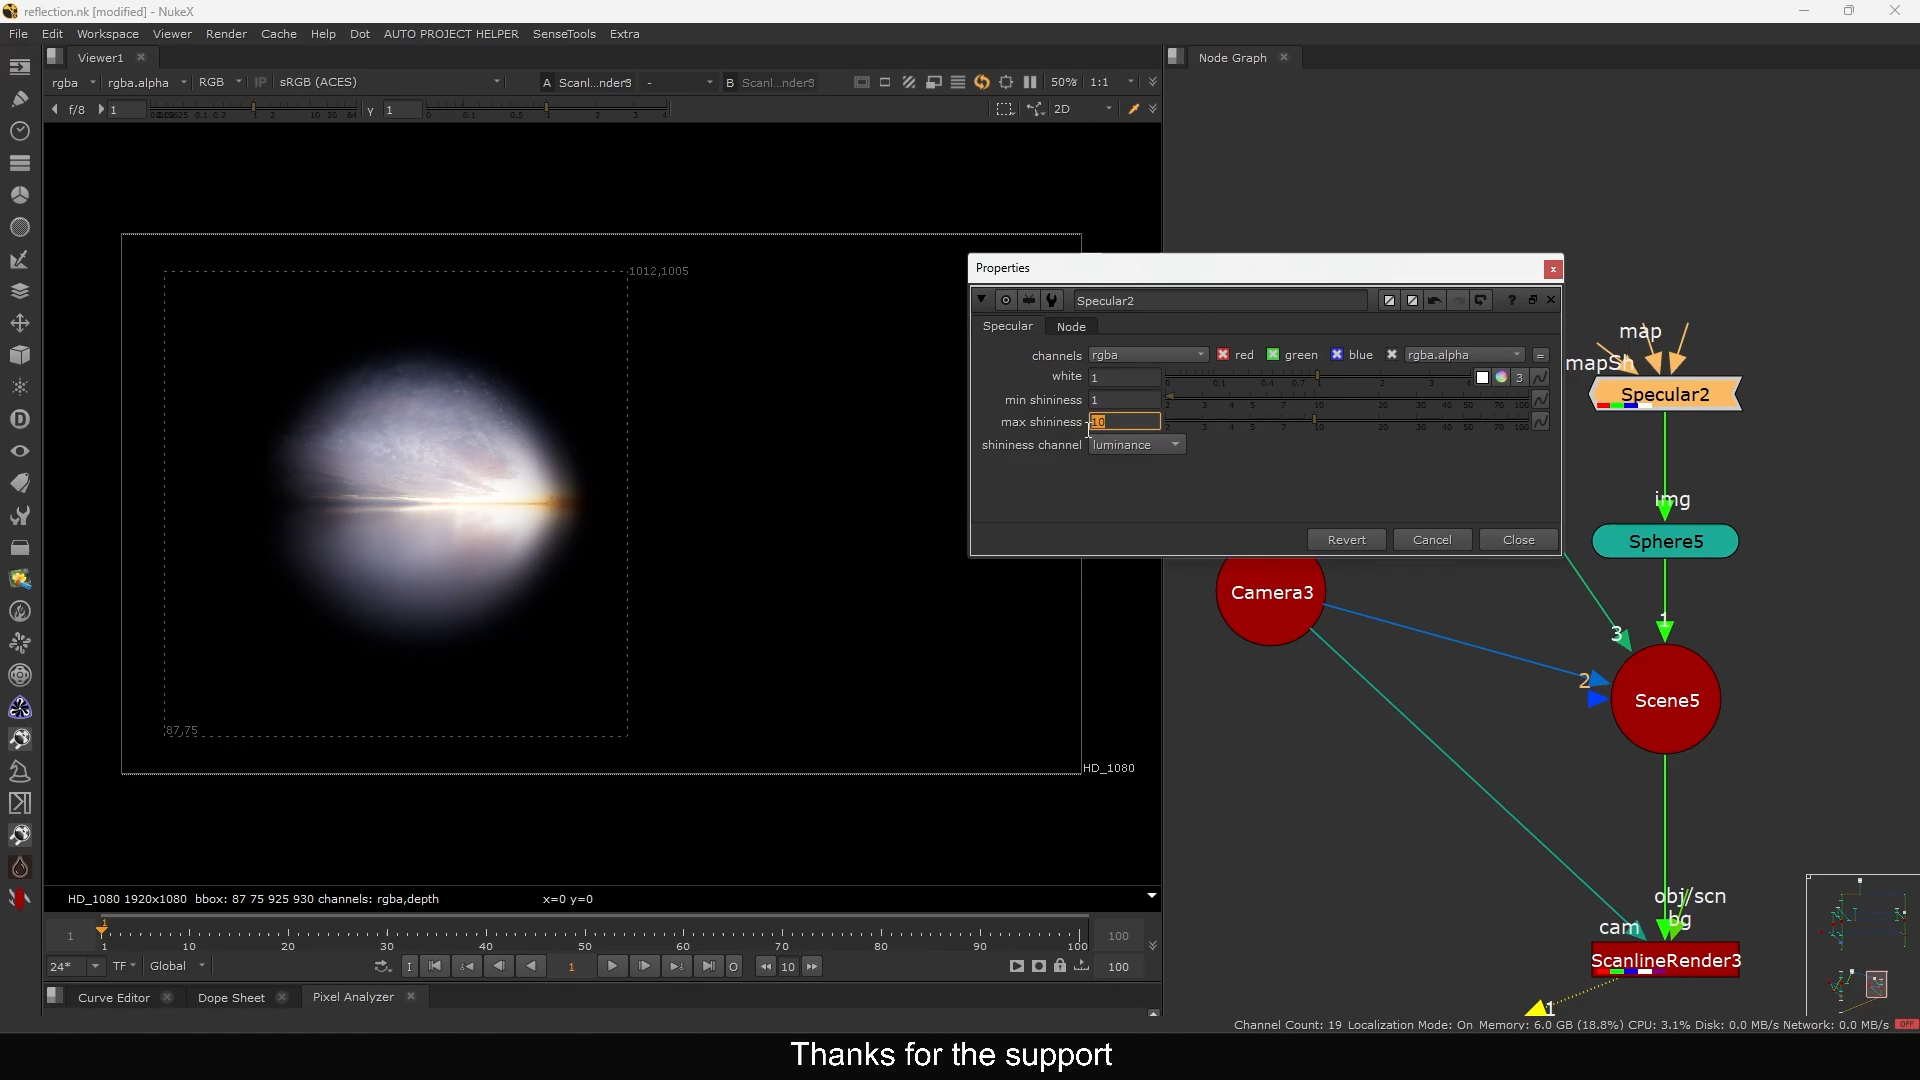 reflection.nk [modified] - NukeX
File Edit Workspace Viewer Render Cache Help Dot AUTO PROJECT HELPER SenseTools Extra
Viewer1
Node Graph
rgba rgba.alpha RGB IP sRGB (ACES) A Scanl...nder3 - B Scanl...nder3 50% 1:1
f/8 1 γ 1 2D
1012,1005
87,75
HD_1080
Properties
Specular2
Specular Node
channels rgba red green blue rgba.alpha =
white 1 3
min shininess 1
max shininess 10
shininess channel luminance
Revert Cancel Close
map
mapSh
Specular2
img
Sphere5
Camera3
1
3
2
Scene5
obj/scn
bg
cam
ScanlineRender3
1
HD_1080 1920x1080 bbox: 87 75 925 930 channels: rgba,depth x=0 y=0
1
1 1 10 20 30 40 50 60 70 80 90 100 100
24* TF Global I 1 O 10 100
Curve Editor Dope Sheet Pixel Analyzer
Channel Count: 19 Localization Mode: On Memory: 6.0 GB (18.8%) CPU: 3.1% Disk: 0.0 MB/s Network: 0.0 MB/s OFF
Thanks for the support